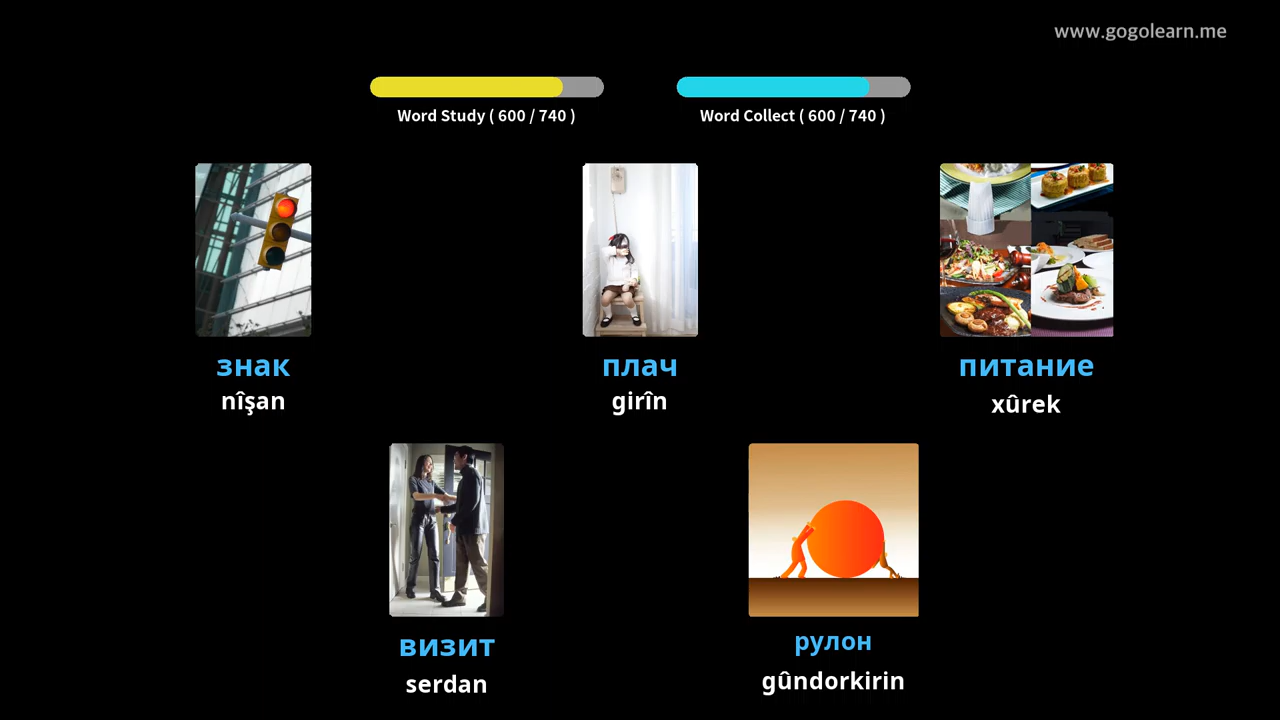 www.gogolearn.me
Word Study ( 600 / 740 )
Word Collect ( 600 / 740 )
знак
nîşan
плач
girîn
питание
xûrek
визит
serdan
рулон
gûndorkirin